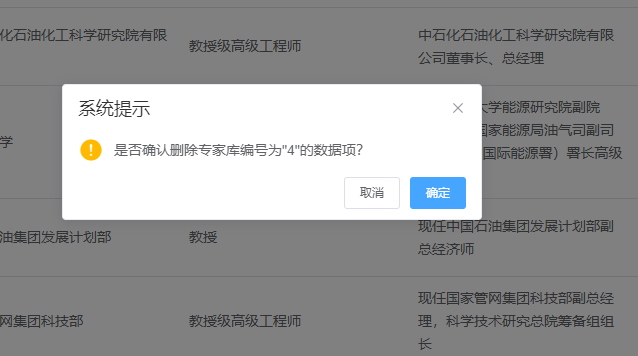 化石油化工科学研究院有限
教授级高级工程师
中石化石油化工科学研究院有限
公司董事长、总经理
系统提示
是否确认删除专家库编号为"4"的数据项?
取消
确定
学
大学能源研究院副院
国家能源局油气司副司
国际能源署）署长高级
油集团发展计划部
教授
现任中国石油集团发展计划部副
总经济师
网集团科技部
教授级高级工程师
现任国家管网集团科技部副总经
理，科学技术研究总院筹备组组
长